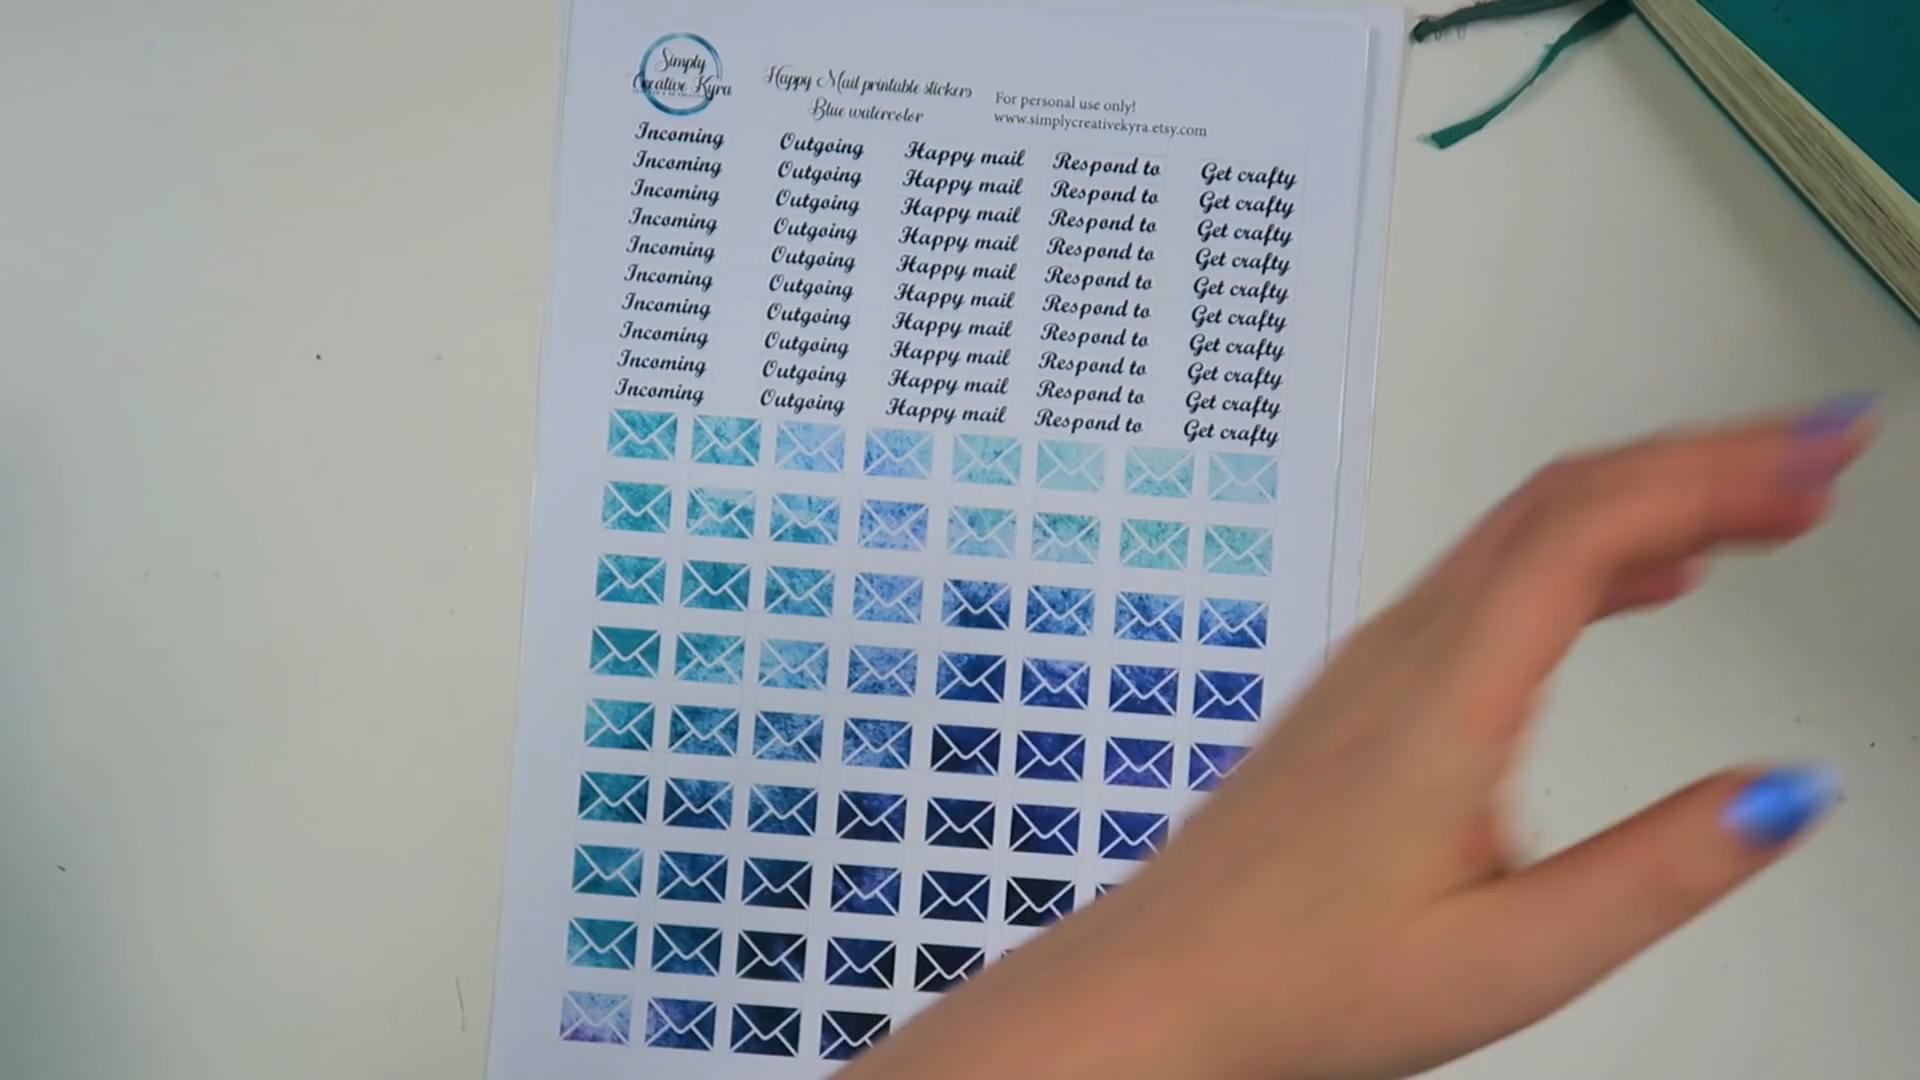 Simply
Creative Kyra
Happy Mail printable stickers
Blue watercolor
For personal use only!
www.simplycreativekyra.etsy.com
Incoming Outgoing Happy mail Respond to Get crafty
Incoming Outgoing Happy mail Respond to Get crafty
Incoming Outgoing Happy mail Respond to Get crafty
Incoming Outgoing Happy mail Respond to Get crafty
Incoming Outgoing Happy mail Respond to Get crafty
Incoming Outgoing Happy mail Respond to Get crafty
Incoming Outgoing Happy mail Respond to Get crafty
Incoming Outgoing Happy mail Respond to Get crafty
Incoming Outgoing Happy mail Respond to Get crafty
Incoming Outgoing Happy mail Respond to Get crafty